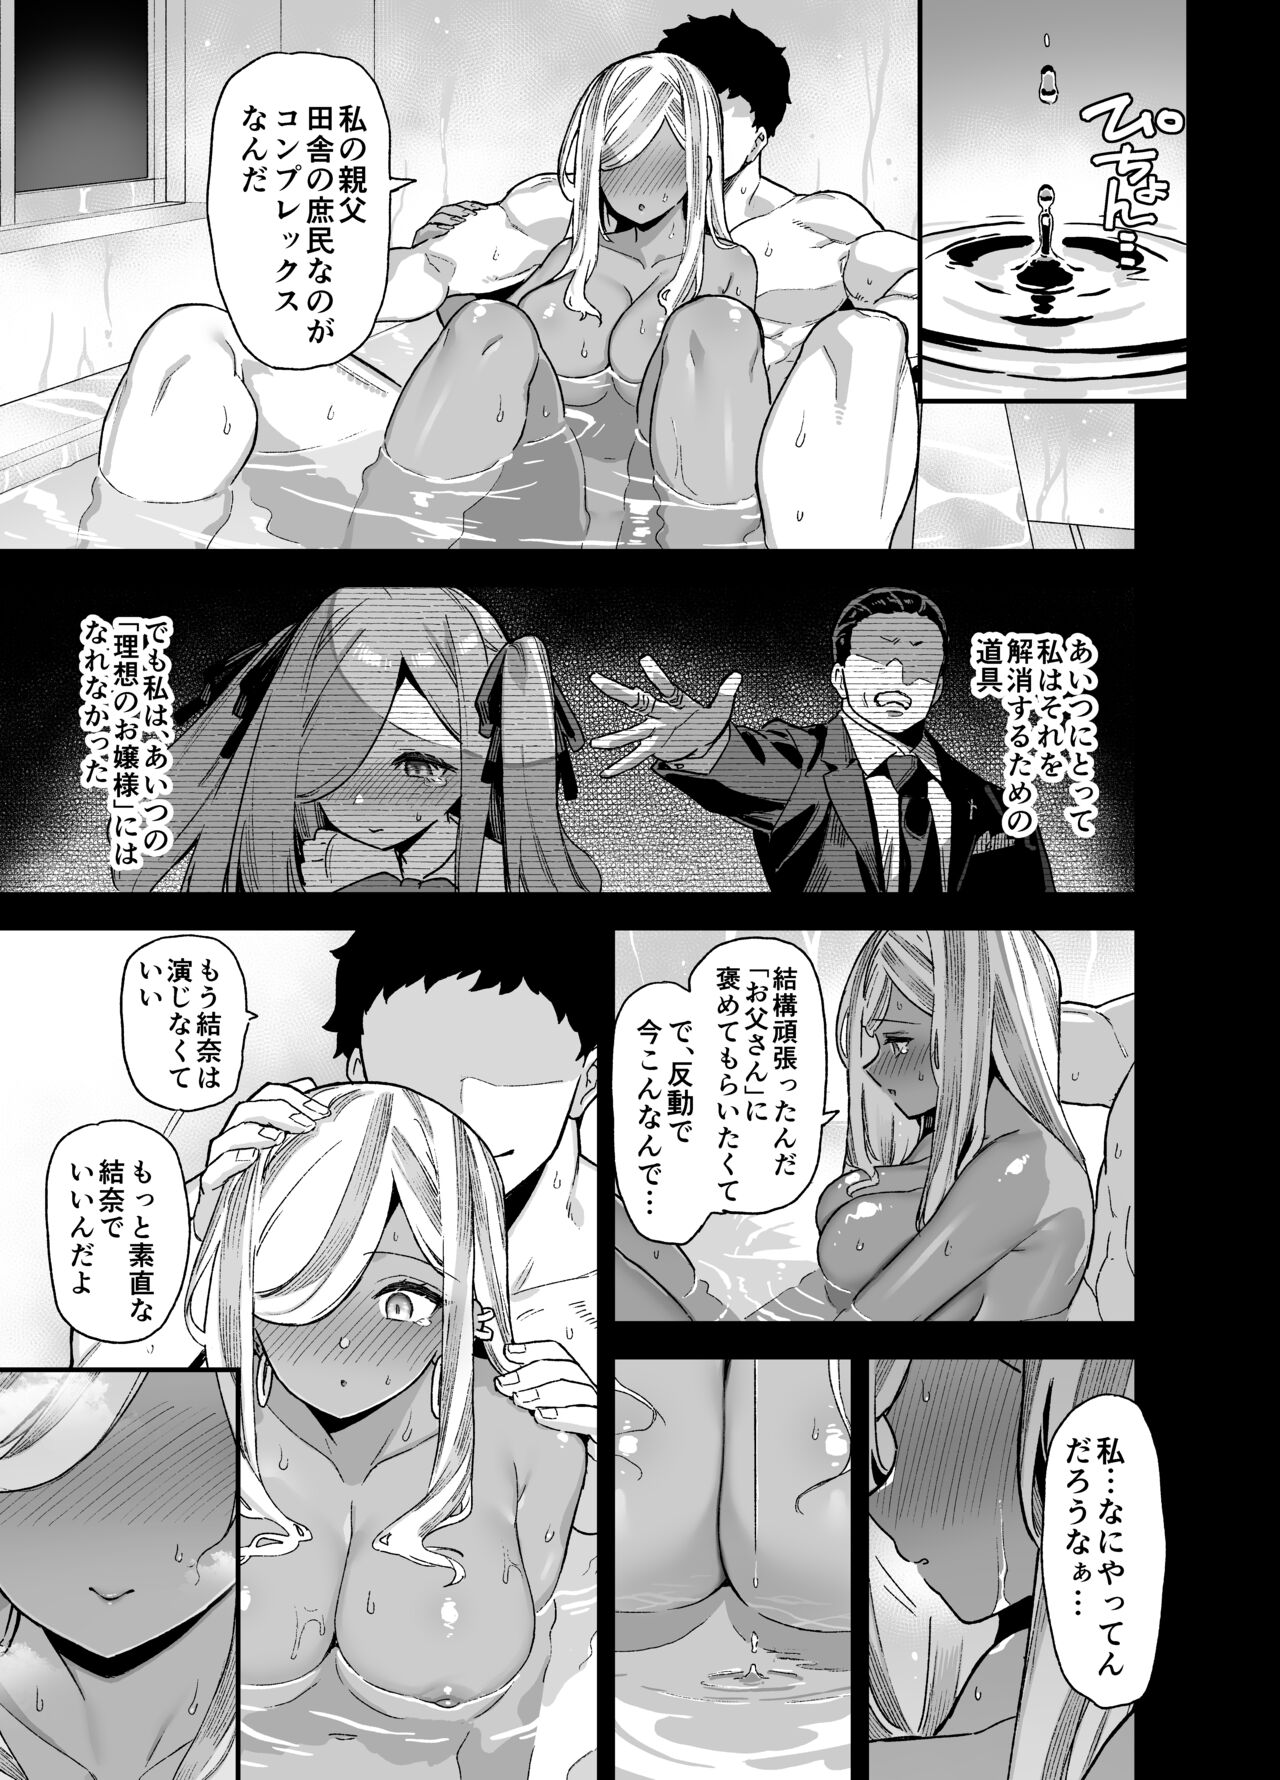 ぴちょん…
私の親父
田舎の庶民なのが
コンプレックス
なんだ
あいつにとって
私はそれを
解消するための
道具
でも私は、あいつの
「理想のお嬢様」には
なれなかった
結構頑張ったんだ
「お父さん」に
褒めてもらいたくて
で、反動で
今こんなんで…
もう結奈は
演じなくて
いい
もっと素直な
結奈で
いいんだよ
私…なにやってん
だろうなぁ…